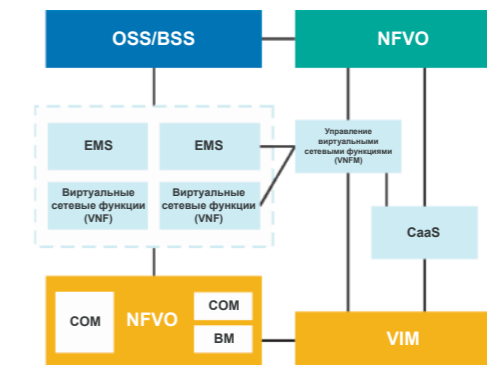 OSS/BSS
NFVO
EMS
EMS
Управление
виртуальными
сетевыми функциями
(VNFM)
Виртуальные
сетевые функции
(VNF)
Виртуальные
сетевые функции
(VNF)
CaaS
COM
NFVO
COM
BM
VIM